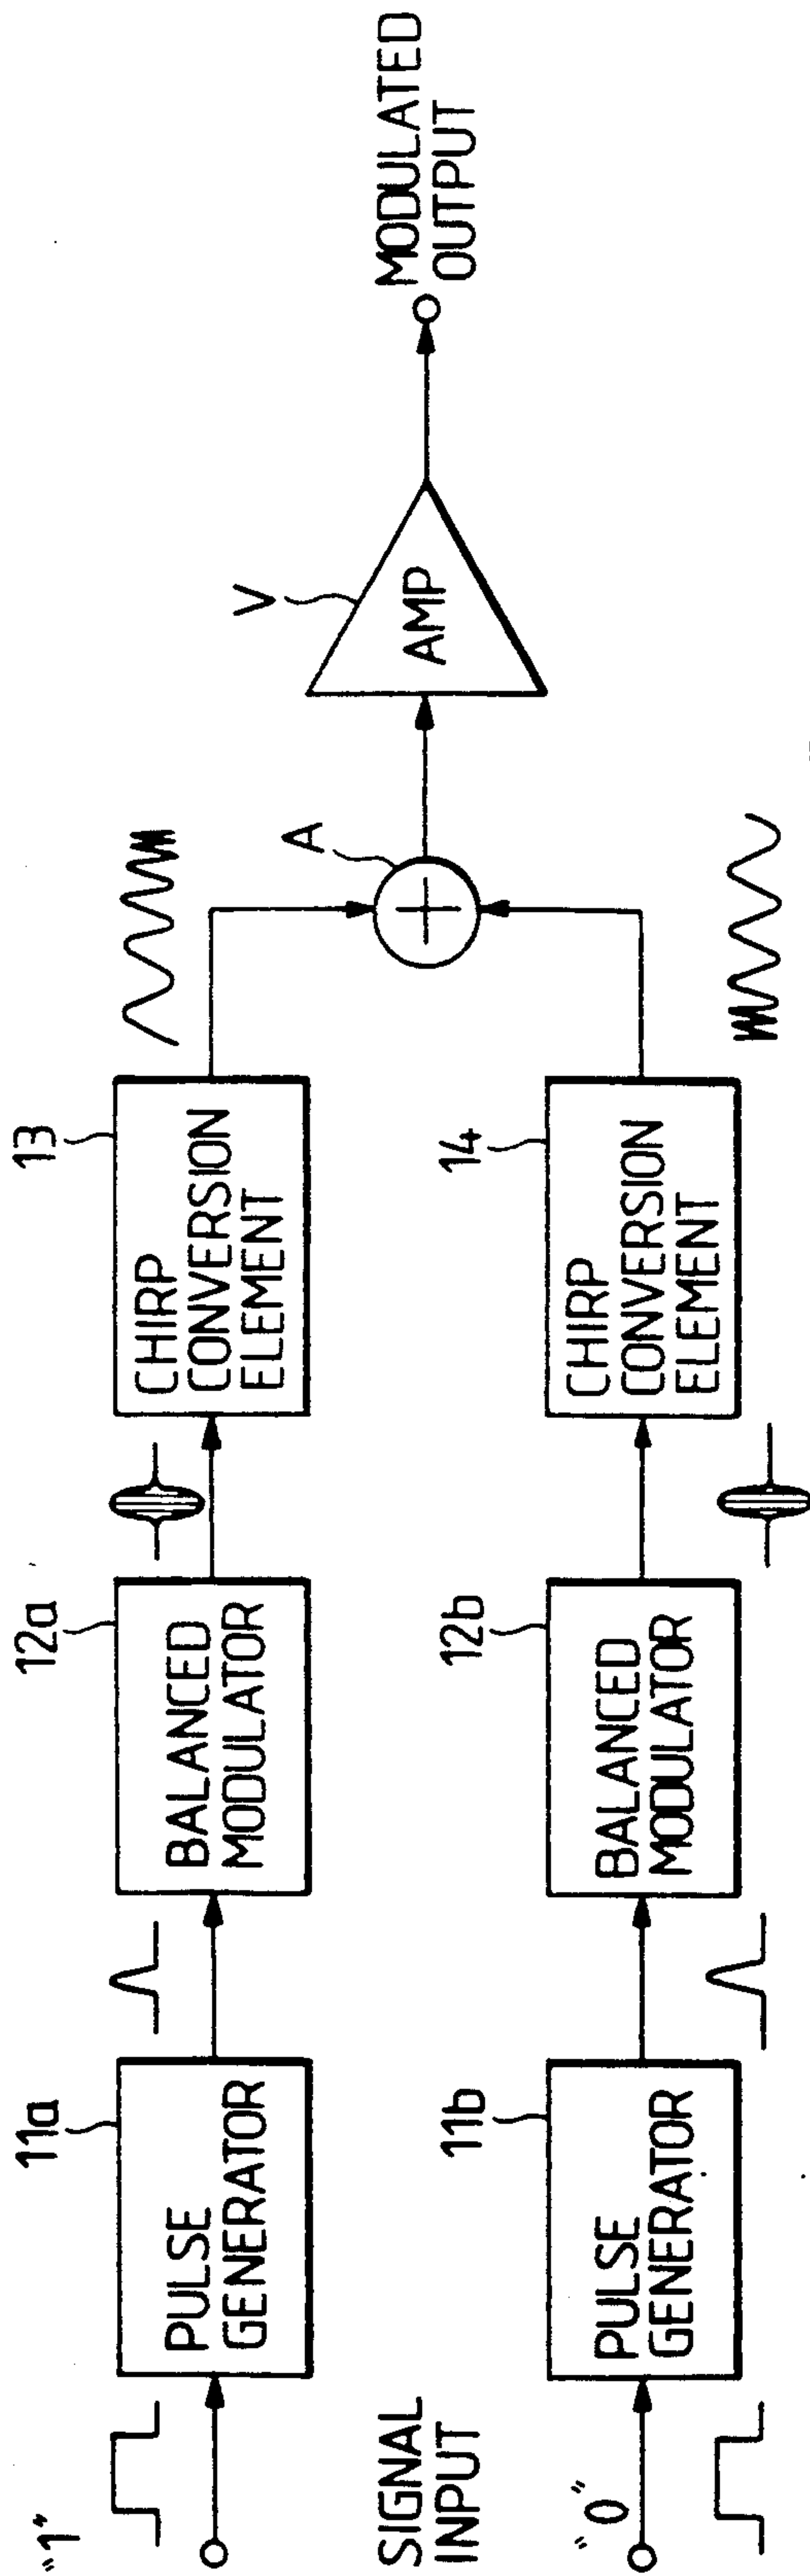 "1"
11a
PULSE
GENERATOR
12a
BALANCED
MODULATOR
13
CHIRP
CONVERSION
ELEMENT
SIGNAL
INPUT
A
V
AMP
MODULATED
OUTPUT
"0"
11b
PULSE
GENERATOR
12b
BALANCED
MODULATOR
14
CHIRP
CONVERSION
ELEMENT